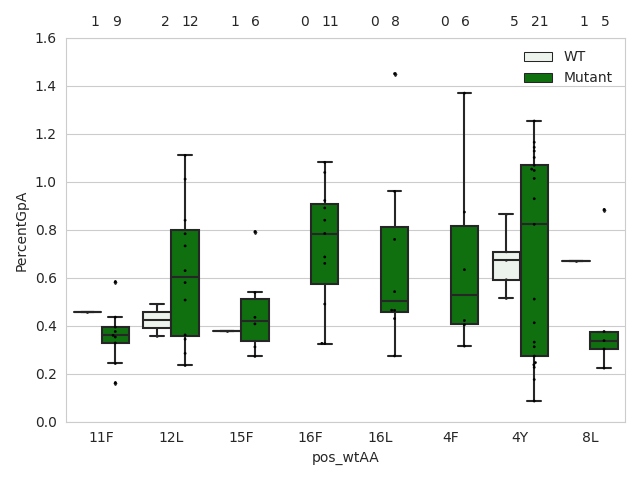 1 9 2 12 1 6 0 11 0 8 0 6 5 21 1 5
1.6
1.4
1.2
1.0
0.8
0.6
0.4
0.2
0.0
PercentGpA
WT
Mutant
11F 12L 15F 16F 16L 4F 4Y 8L
pos_wtAA